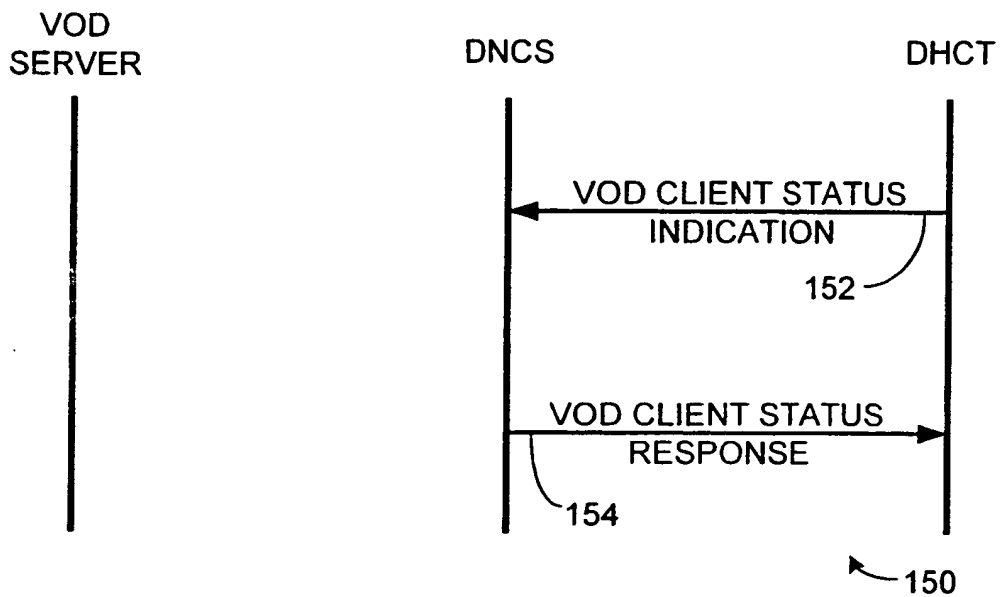 VOD
SERVER
DNCS
DHCT
VOD CLIENT STATUS
INDICATION
152
VOD CLIENT STATUS
RESPONSE
154
150